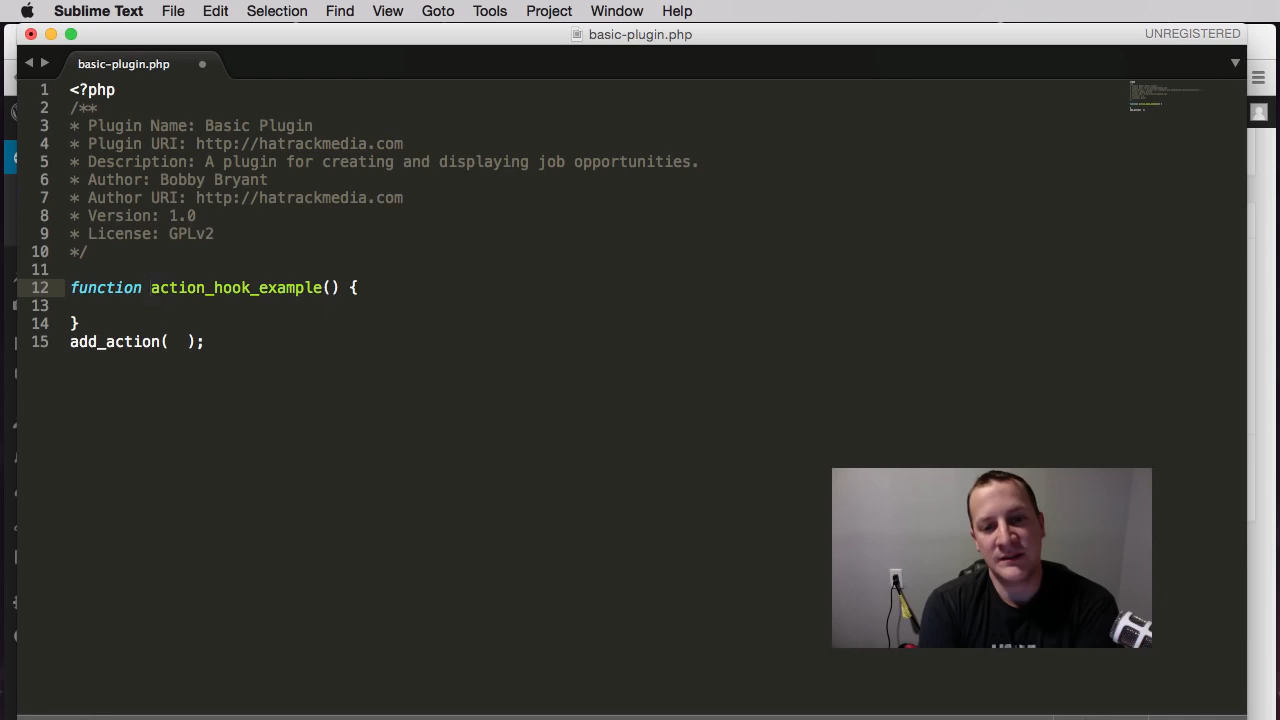 Sublime Text File Edit Selection Find View Goto Tools Project Window Help
basic-plugin.php
UNREGISTERED
basic-plugin.php
1 <?php
2 /**
3 * Plugin Name: Basic Plugin
4 * Plugin URI: http://hatrackmedia.com
5 * Description: A plugin for creating and displaying job opportunities.
6 * Author: Bobby Bryant
7 * Author URI: http://hatrackmedia.com
8 * Version: 1.0
9 * License: GPLv2
10 */
11
12 function action_hook_example() {
13
14 }
15 add_action(  );